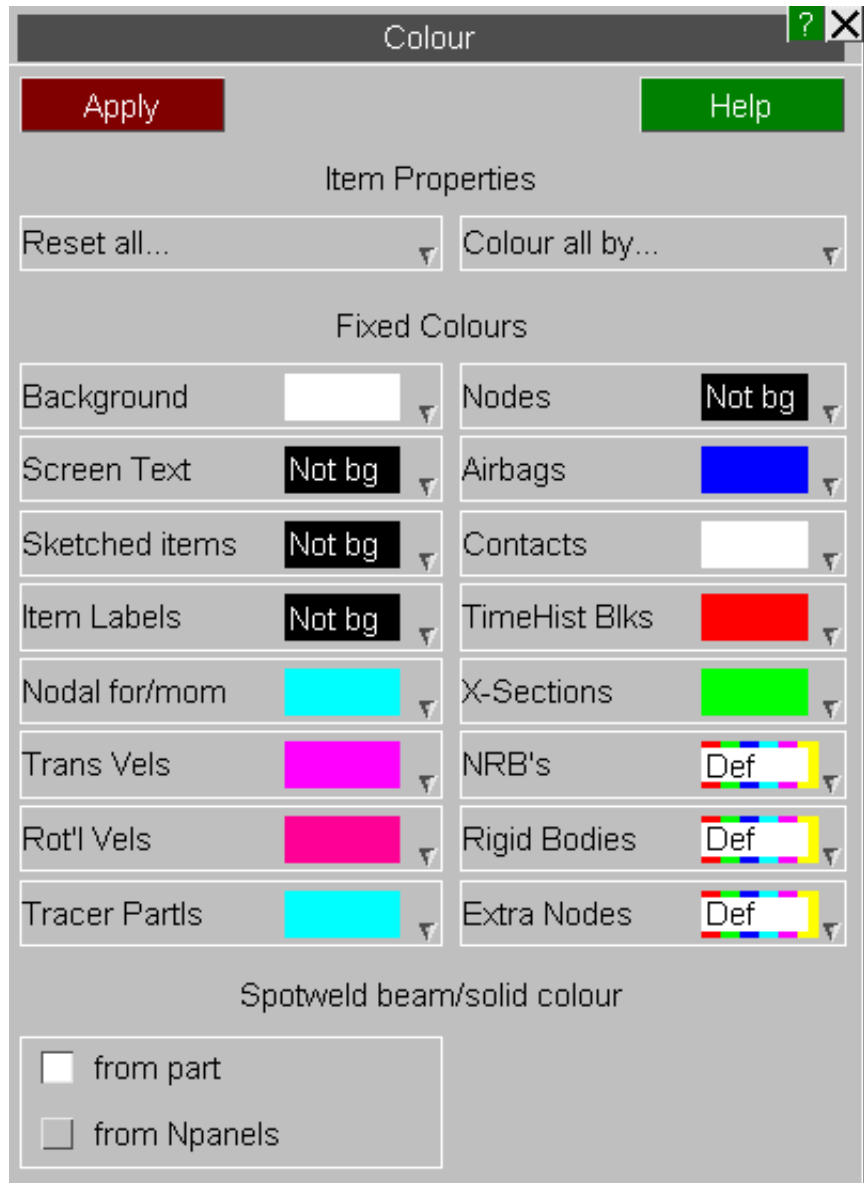 Colour ?
Apply Help
Item Properties
Reset all... Colour all by...
Fixed Colours
Background Nodes Not bg
Screen Text Not bg Airbags
Sketched items Not bg Contacts
Item Labels Not bg TimeHist Blks
Nodal for/mom X-Sections
Trans Vels NRB's Def
Rot'l Vels Rigid Bodies Def
Tracer Partls Extra Nodes Def
Spotweld beam/solid colour
from part
from Npanels